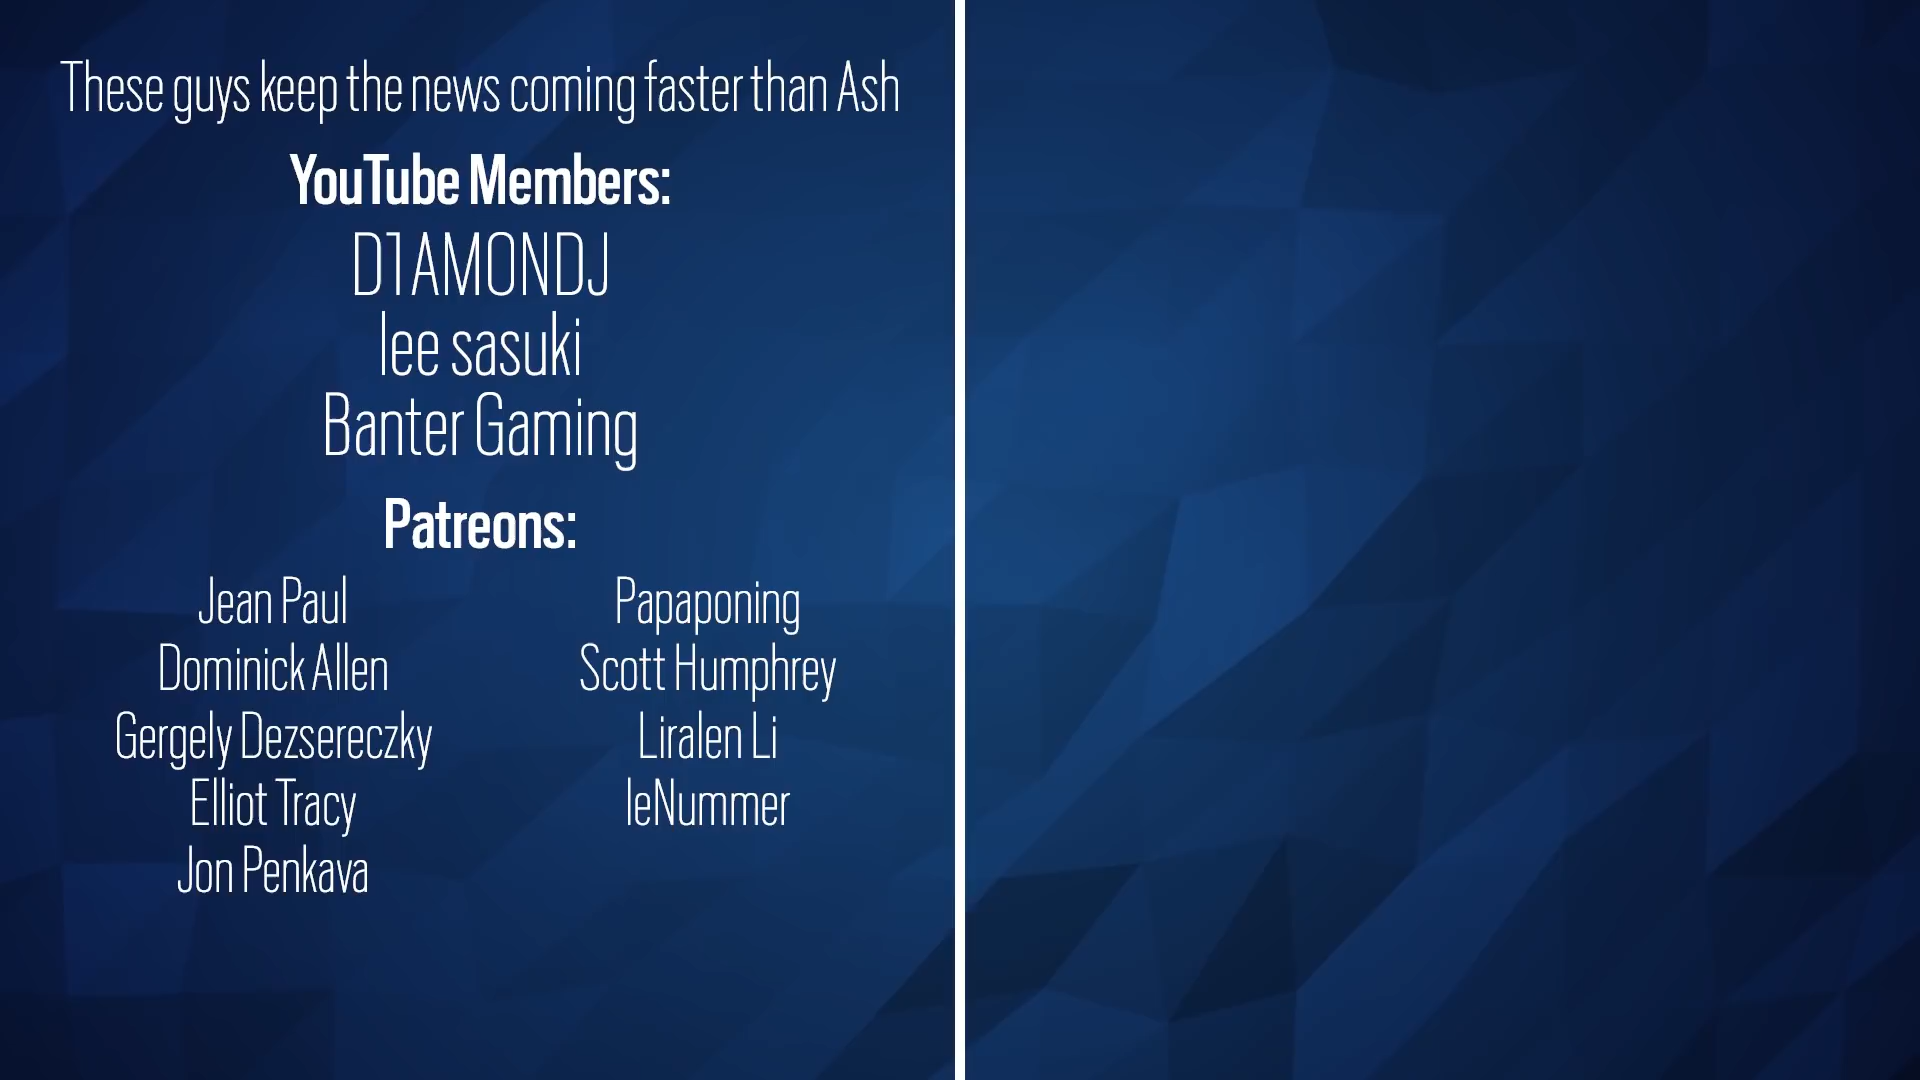 These guys keep the news coming faster than Ash
YouTube Members:
D1AMONDJ
lee sasuki
Banter Gaming
Patreons:
Jean Paul
Dominick Allen
Gergely Dezsereczky
Elliot Tracy
Jon Penkava
Papaponing
Scott Humphrey
Liralen Li
leNummer